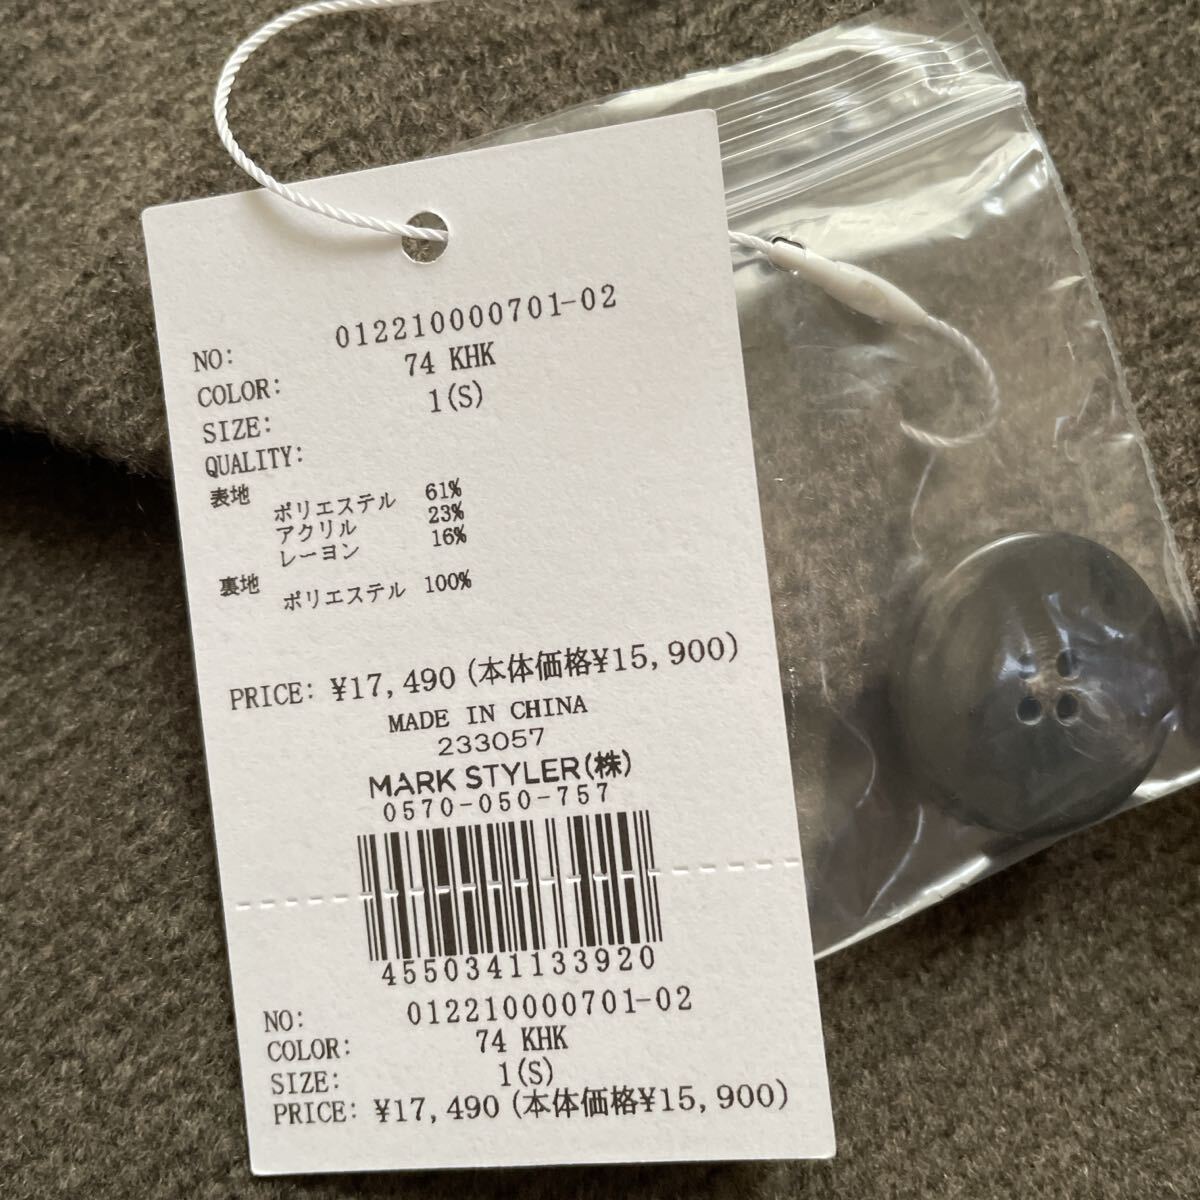 NO: 012210000701-02
COLOR: 74 KHK
SIZE: 1(S)
QUALITY:
表地
ポリエステル 61%
アクリル 23%
レーヨン 16%
裏地
ポリエステル 100%
PRICE: ¥17,490 (本体価格¥15,900)
MADE IN CHINA
233057
MARK STYLER(株)
0570-050-757
4550341133920
NO: 012210000701-02
COLOR: 74 KHK
SIZE: 1(S)
PRICE: ¥17,490 (本体価格¥15,900)